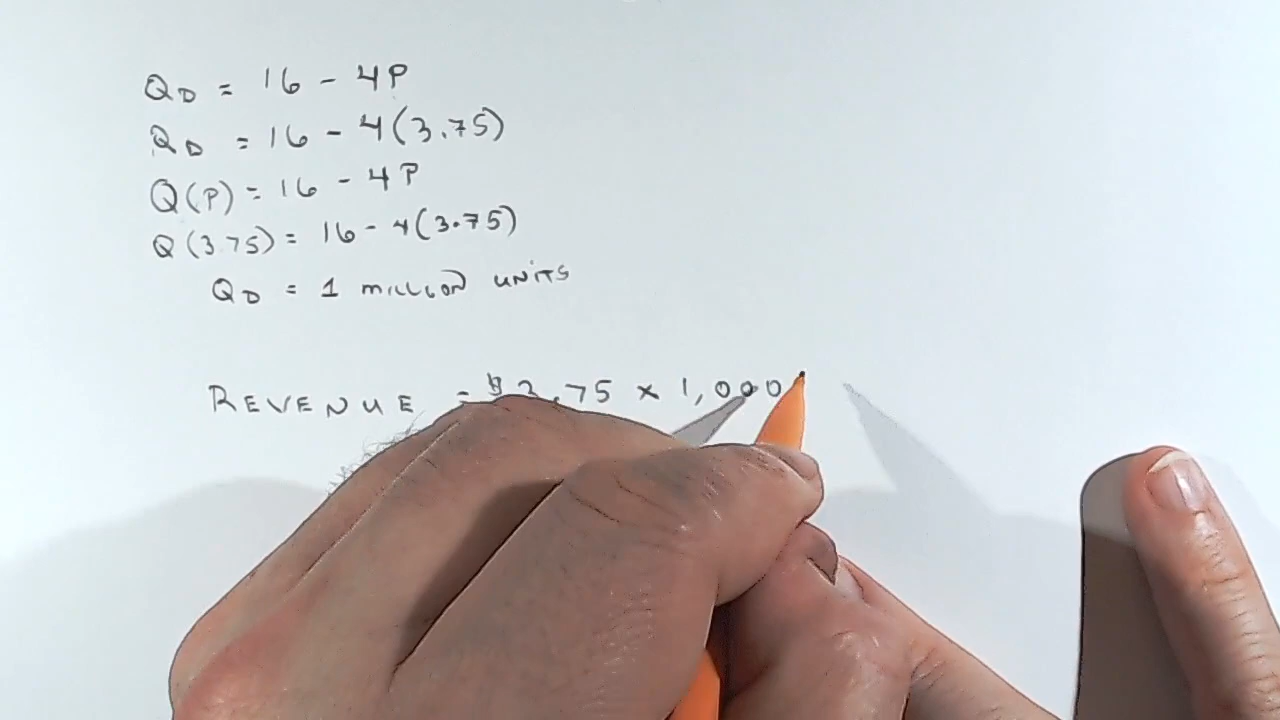 QD = 16 - 4P
QD = 16 - 4(3.75)
Q(P) = 16 - 4P
Q(3.75) = 16 - 4(3.75)
QD = 1 MILLION UNITS
REVENUE = $3.75 x 1,000